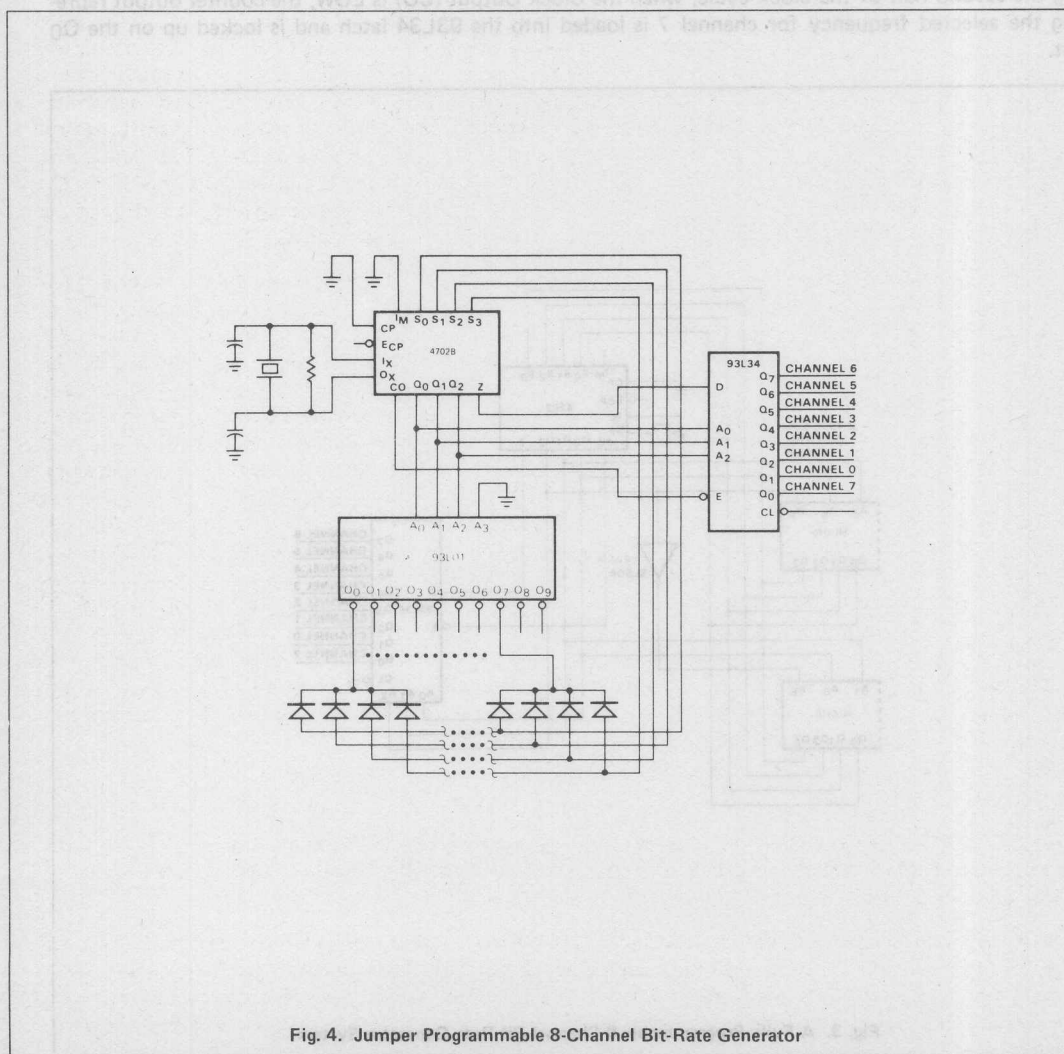 g the selected frequency for channel 7 is loaded into the 93L34 latch and is locked up on the Q0
t.
IM S0 S1 S2 S3
CP
ECP
4702B
IX
OX
CO Q0 Q1 Q2 Z
93L34
D
A0
A1
A2
E
Q7 CHANNEL 6
Q6 CHANNEL 5
Q5 CHANNEL 4
Q4 CHANNEL 3
Q3 CHANNEL 2
Q2 CHANNEL 1
Q1 CHANNEL 0
Q0 CHANNEL 7
CL
A0 A1 A2 A3
93L01
O0 O1 O2 O3 O4 O5 O6 O7 O8 O9
Fig. 4. Jumper Programmable 8-Channel Bit-Rate Generator